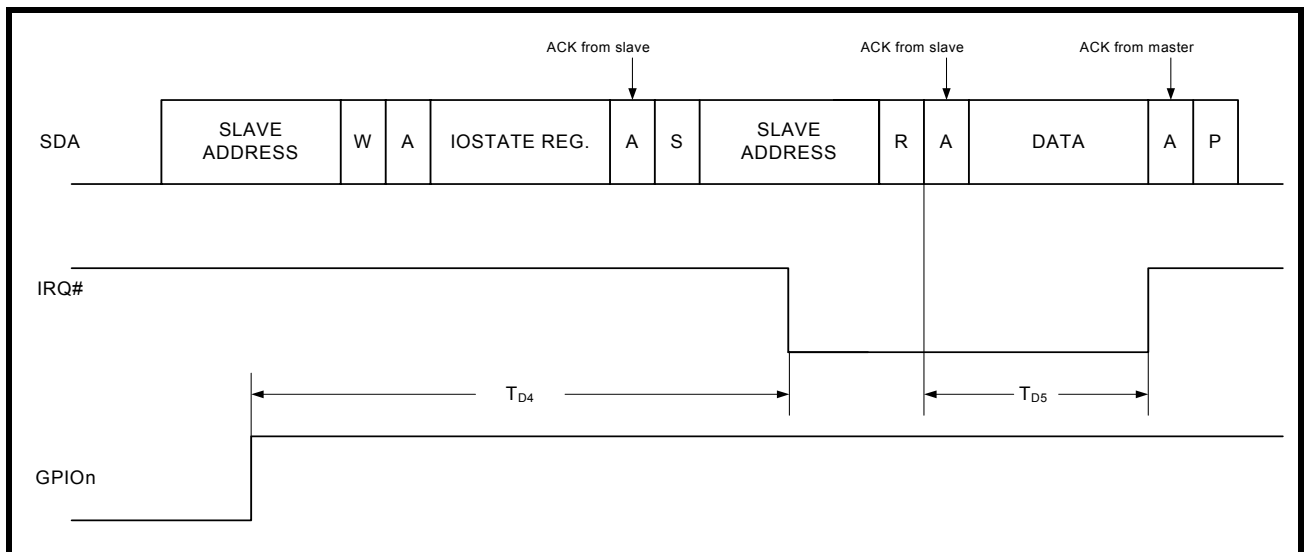 ACK from slave ACK from slave ACK from master
SDA SLAVE ADDRESS W A IOSTATE REG. A S SLAVE ADDRESS R A DATA A P
IRQ#
TD4 TD5
GPIOn